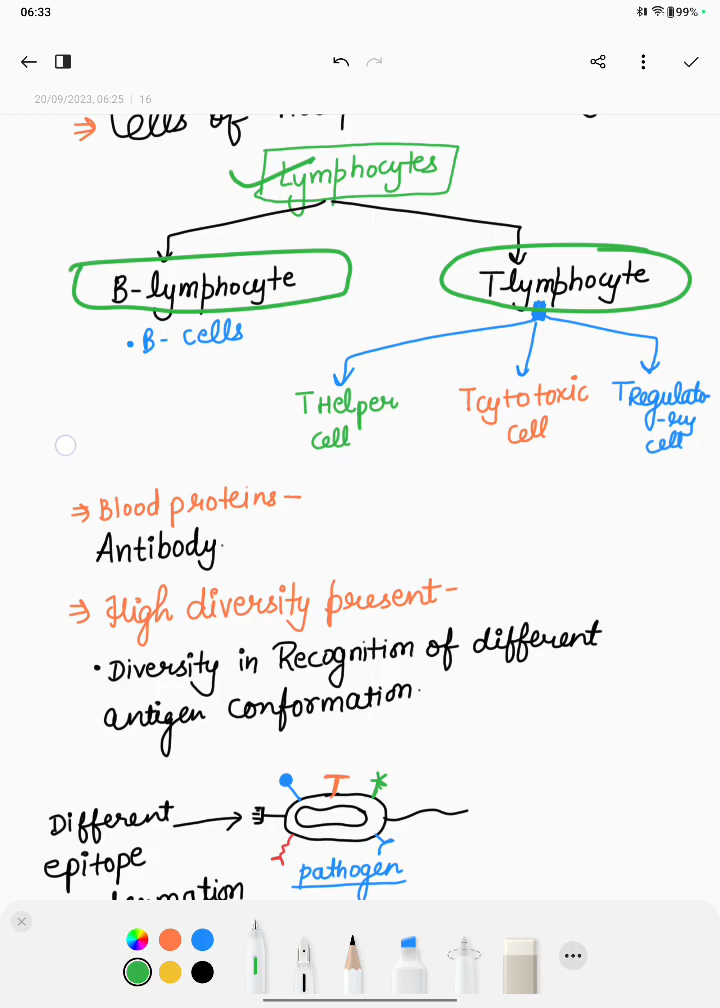 06:33
99%
20/09/2023, 06:25 | 16
⇒ Cells of
Lymphocytes
B-lymphocyte
T lymphocyte
• B- cells
T Helper cell
T cytotoxic cell
T Regulato-ry cell
⇒ Blood proteins -
Antibody.
⇒ High diversity present -
• Diversity in Recognition of different
antigen conformation.
Different
epitope
pathogen